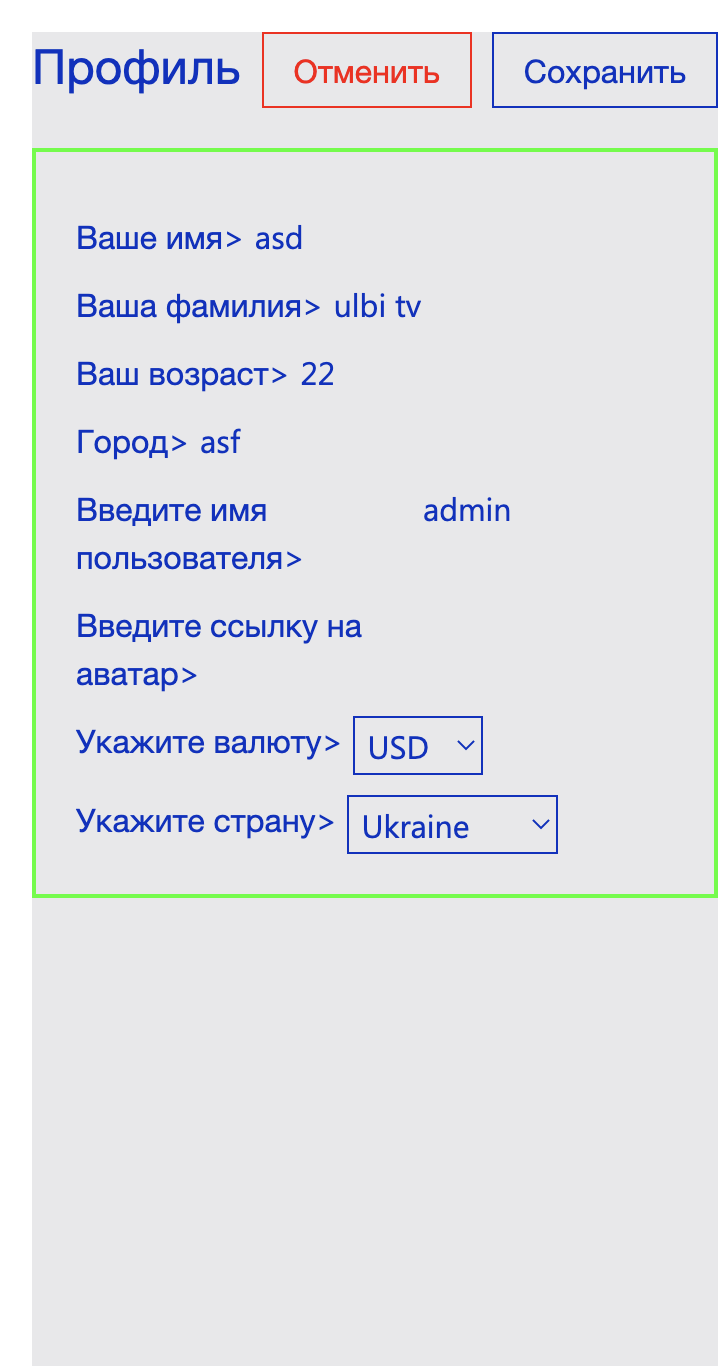 Профиль Отменить Сохранить
Ваше имя> asd
Ваша фамилия> ulbi tv
Ваш возраст> 22
Город> asf
Введите имя admin
пользователя>
Введите ссылку на
аватар>
Укажите валюту> USD
Укажите страну> Ukraine